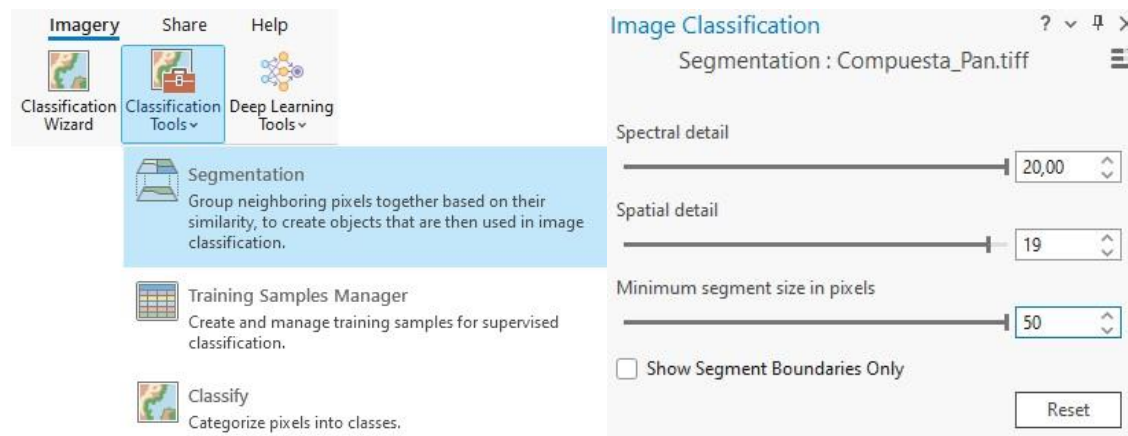 Imagery Share Help
Classification Wizard
Classification Tools
Deep Learning Tools
Segmentation
Group neighboring pixels together based on their
similarity, to create objects that are then used in image
classification.
Training Samples Manager
Create and manage training samples for supervised
classification.
Classify
Categorize pixels into classes.
Image Classification ?
Segmentation : Compuesta_Pan.tiff
Spectral detail
20,00
Spatial detail
19
Minimum segment size in pixels
50
Show Segment Boundaries Only
Reset